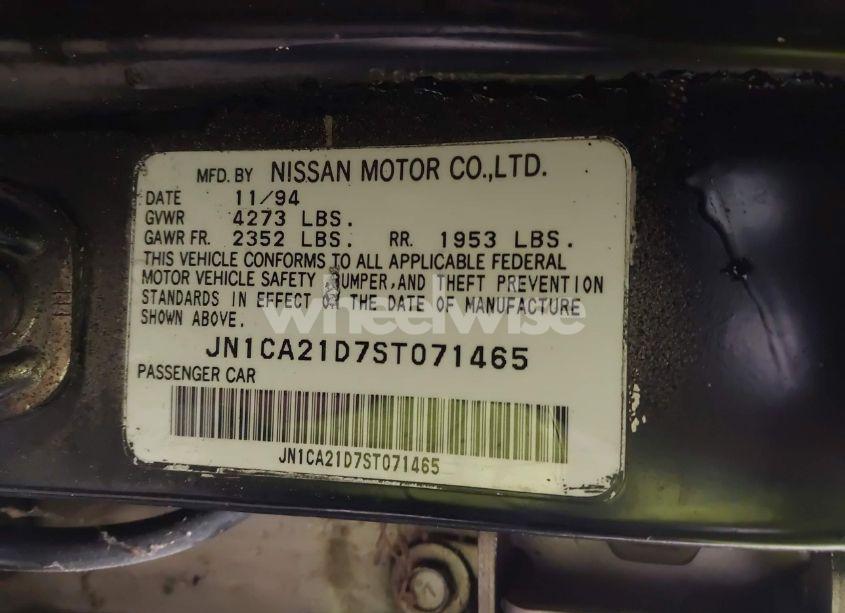 MFD. BY NISSAN MOTOR CO.,LTD.
DATE 11/94
GVWR 4273 LBS.
GAWR FR. 2352 LBS. RR. 1953 LBS.
THIS VEHICLE CONFORMS TO ALL APPLICABLE FEDERAL
MOTOR VEHICLE SAFETY BUMPER,AND THEFT PREVENTION
STANDARDS IN EFFECT ON THE DATE OF MANUFACTURE
SHOWN ABOVE.
wheelwise
JN1CA21D7ST071465
PASSENGER CAR
JN1CA21D7ST071465